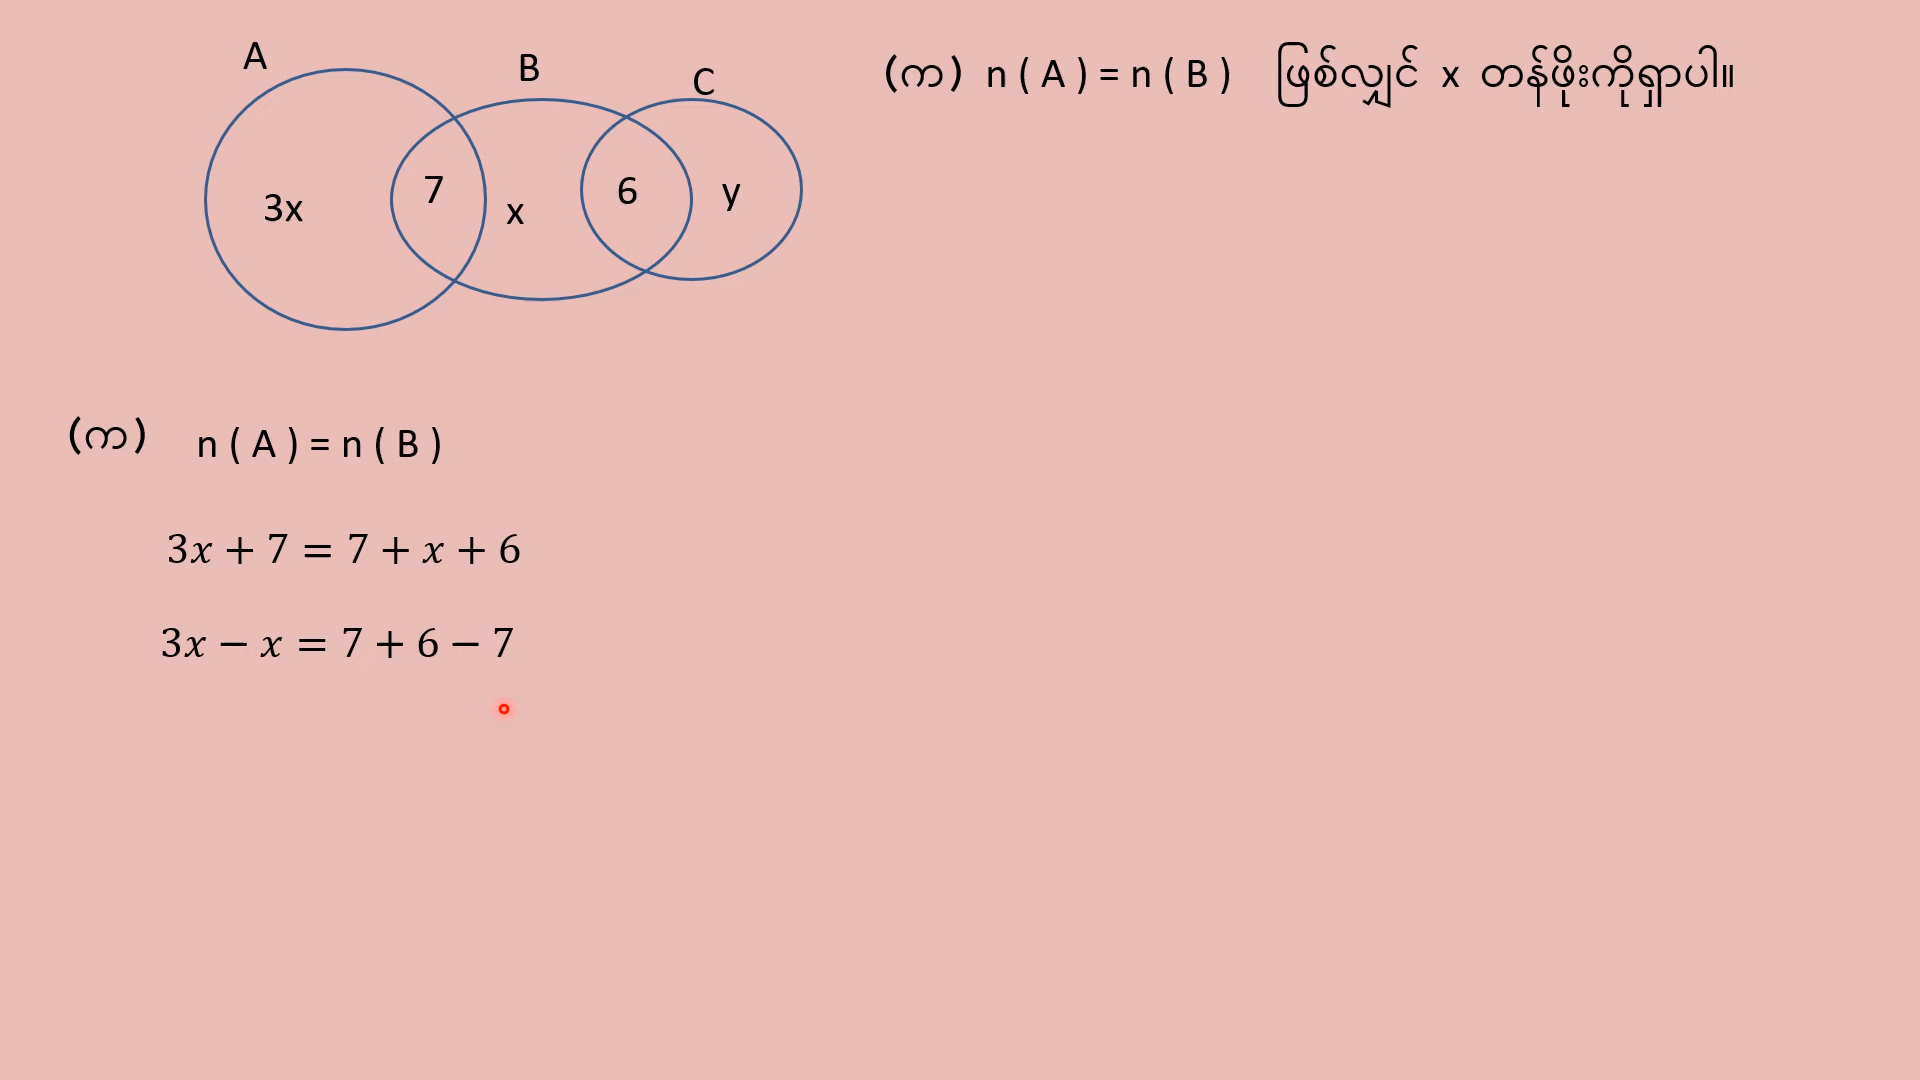 A
B
C
3x
7
x
6
y
(က) n ( A ) = n ( B ) ဖြစ်လျှင် x တန်ဖိုးကိုရှာပါ။
(က) n ( A ) = n ( B )
3x + 7 = 7 + x + 6
3x − x = 7 + 6 − 7